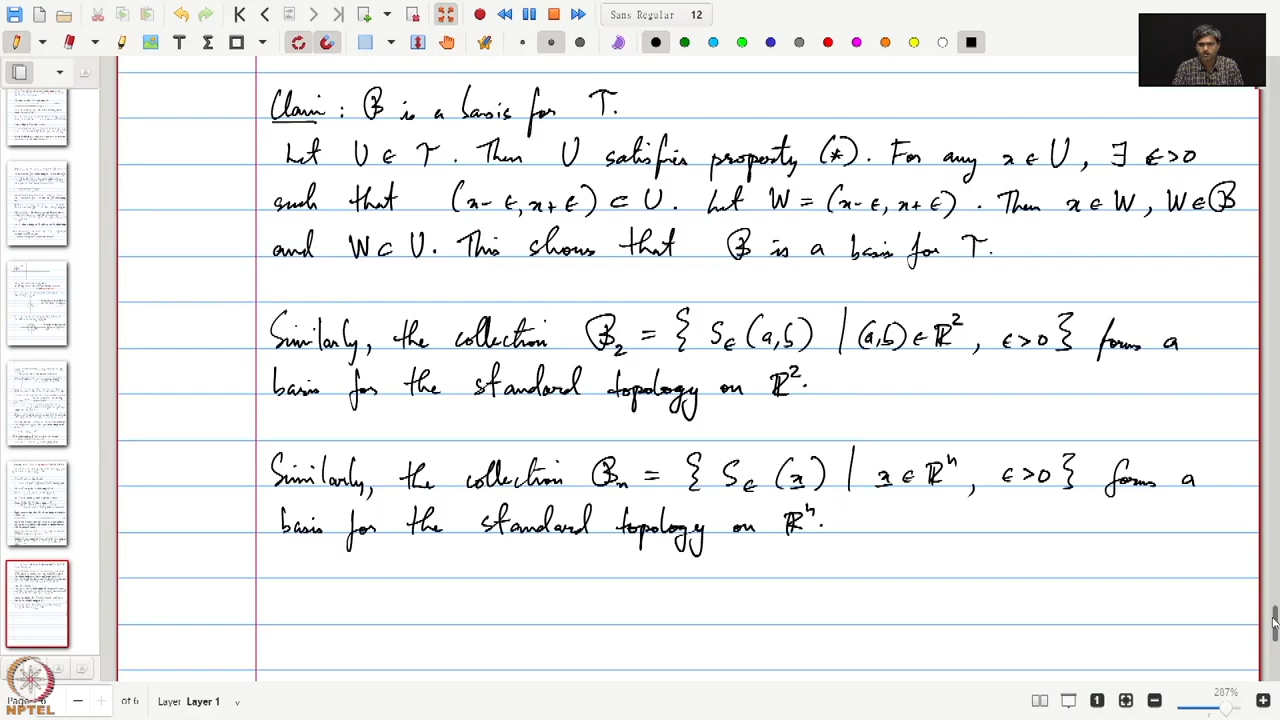 Sans Regular 12
Claim : 𝓑 is a basis for T.
Let U ∈ T. Then U satisfies property (*). For any x ∈ U, ∃ ϵ>0
such that (x-ϵ, x+ϵ) ⊂ U. Let W = (x-ϵ, x+ϵ). Then x ∈ W, W ∈ 𝓑
and W ⊂ U. This shows that 𝓑 is a basis for T.
Similarly, the collection 𝓑₂ = { S_ϵ (a,b) | (a,b) ∈ ℝ², ϵ>0 } forms a
basis for the standard topology on ℝ².
Similarly, the collection 𝓑ₙ = { S_ϵ (x) | x ∈ ℝⁿ, ϵ>0 } forms a
basis for the standard topology on ℝⁿ.
NPTEL
Page 6 of 6 Layer Layer 1 287%